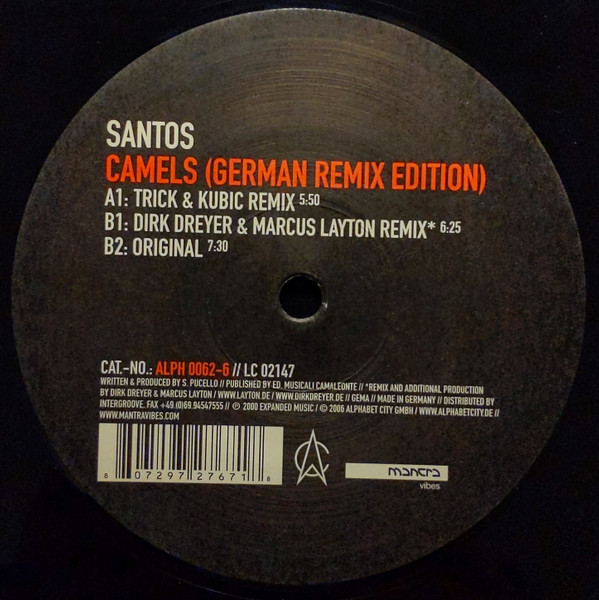 SANTOS
CAMELS (GERMAN REMIX EDITION)
A1: TRICK & KUBIC REMIX 5:50
B1: DIRK DREYER & MARCUS LAYTON REMIX* 6:25
B2: ORIGINAL 7:30
CAT.-NO.: ALPH 0062-6 // LC 02147
WRITTEN & PRODUCED BY S. PUCELLO // PUBLISHED BY ED. MUSICALI CAMALEONTE // *REMIX AND ADDITIONAL PRODUCTION
BY DIRK DREYER & MARCUS LAYTON // WWW.LAYTON.DE / WWW.DIRKDREYER.DE // GEMA // MADE IN GERMANY // DISTRIBUTED BY
INTERGROOVE. FAX +49.(0)69.94547555 // ℗ 2000 EXPANDED MUSIC / © 2006 ALPHABET CITY GMBH / WWW.ALPHABETCITY.DE //
WWW.MANTRAVIBES.COM
8 07297 27671 8
mantra
vibes